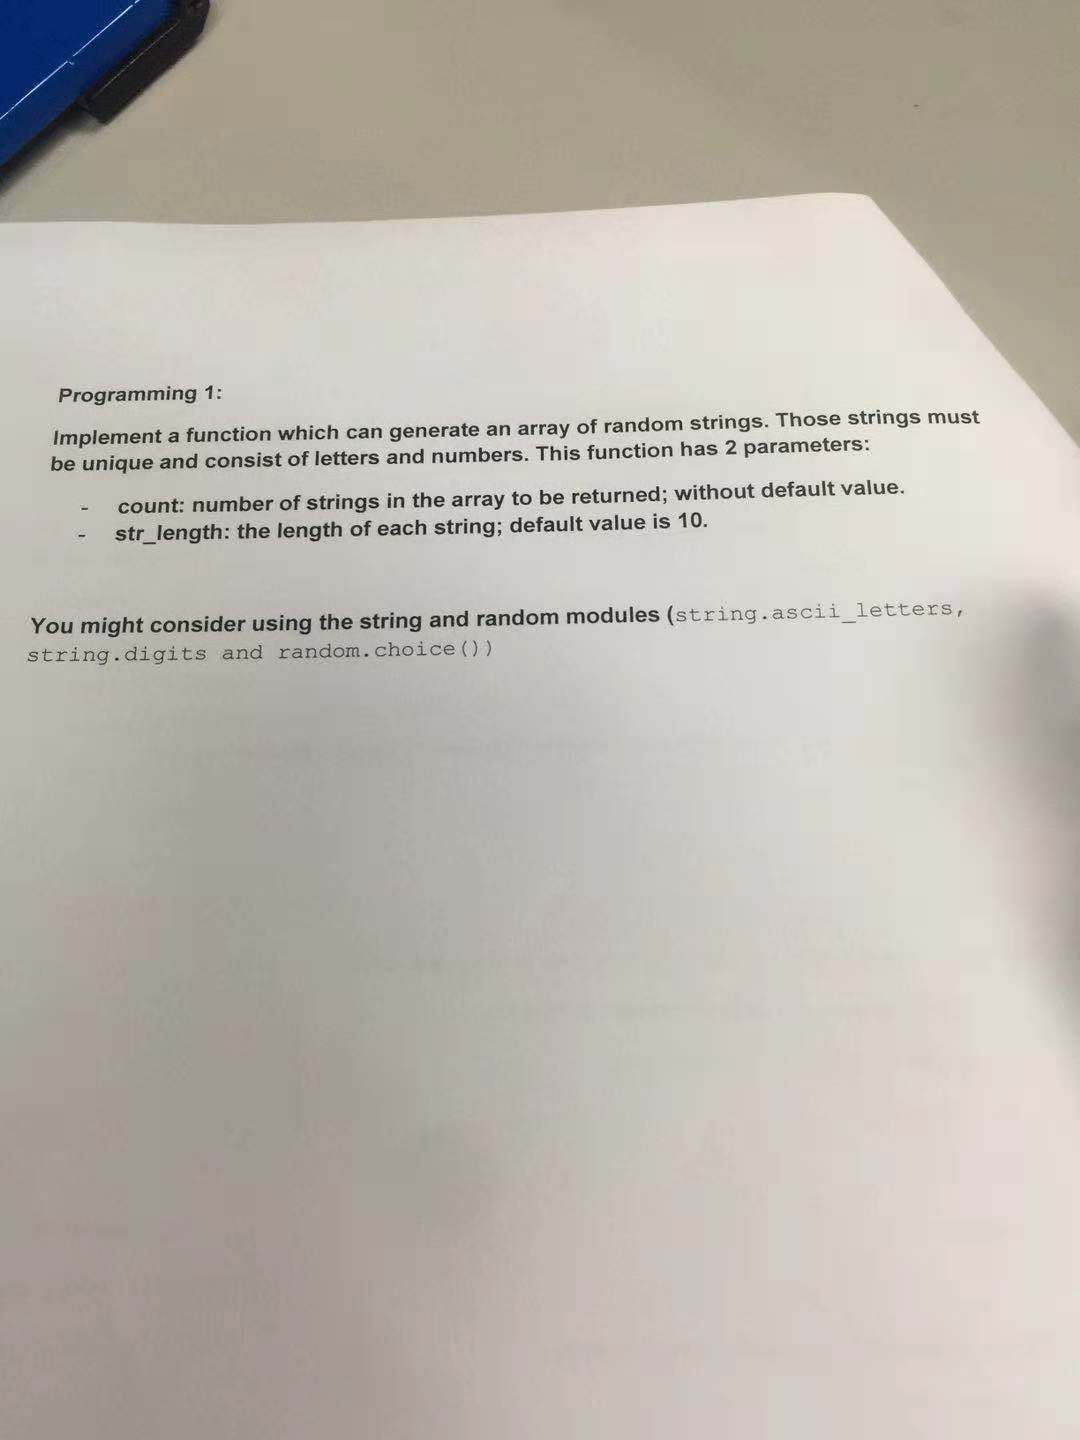 Programming 1:
Implement a function which can generate an array of random strings. Those strings must
be unique and consist of letters and numbers. This function has 2 parameters:
- count: number of strings in the array to be returned; without default value.
- str_length: the length of each string; default value is 10.
You might consider using the string and random modules (string.ascii_letters,
string.digits and random.choice())